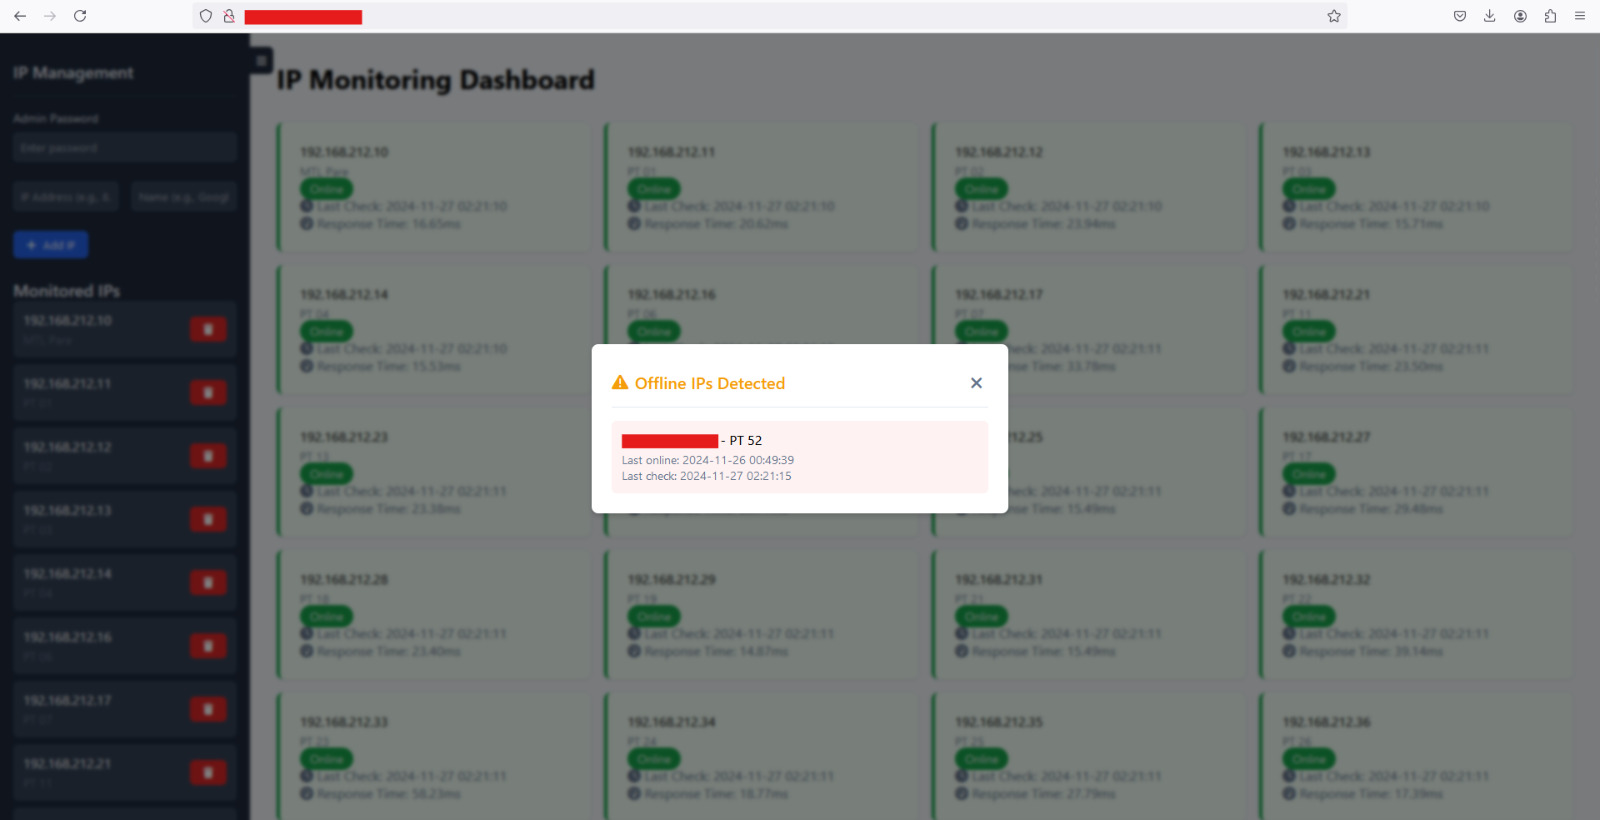 IP Management
Admin Password
Enter password
IP Address (e.g., 8. Name (e.g., Googl
+ Add IP
Monitored IPs
192.168.212.10
MTL Pare
192.168.212.11
PT 01
192.168.212.12
PT 02
192.168.212.13
PT 03
192.168.212.14
PT 04
192.168.212.16
PT 06
192.168.212.17
PT 07
192.168.212.21
PT 11
IP Monitoring Dashboard
192.168.212.10
MTL Pare
Online
Last Check: 2024-11-27 02:21:10
Response Time: 16.65ms
192.168.212.11
PT 01
Online
Last Check: 2024-11-27 02:21:10
Response Time: 20.62ms
192.168.212.12
PT 02
Online
Last Check: 2024-11-27 02:21:10
Response Time: 23.94ms
192.168.212.13
PT 03
Online
Last Check: 2024-11-27 02:21:10
Response Time: 15.71ms
192.168.212.14
PT 04
Online
Last Check: 2024-11-27 02:21:10
Response Time: 15.53ms
192.168.212.16
PT 06
Online
192.168.212.17
PT 07
Online
Check: 2024-11-27 02:21:11
Response Time: 33.78ms
192.168.212.21
PT 11
Online
Last Check: 2024-11-27 02:21:11
Response Time: 23.50ms
Offline IPs Detected
- PT 52
Last online: 2024-11-26 00:49:39
Last check: 2024-11-27 02:21:15
192.168.212.23
PT 13
Online
Last Check: 2024-11-27 02:21:11
Response Time: 23.38ms
212.25
Check: 2024-11-27 02:21:11
Response Time: 15.49ms
192.168.212.27
PT 17
Online
Last Check: 2024-11-27 02:21:11
Response Time: 29.48ms
192.168.212.28
PT 18
Online
Last Check: 2024-11-27 02:21:11
Response Time: 23.40ms
192.168.212.29
PT 19
Online
Last Check: 2024-11-27 02:21:11
Response Time: 14.87ms
192.168.212.31
PT 21
Online
Last Check: 2024-11-27 02:21:11
Response Time: 15.49ms
192.168.212.32
PT 22
Online
Last Check: 2024-11-27 02:21:11
Response Time: 39.14ms
192.168.212.33
PT 23
Online
Last Check: 2024-11-27 02:21:11
Response Time: 58.23ms
192.168.212.34
PT 24
Online
Last Check: 2024-11-27 02:21:11
Response Time: 18.77ms
192.168.212.35
PT 25
Online
Last Check: 2024-11-27 02:21:11
Response Time: 27.79ms
192.168.212.36
PT 26
Online
Last Check: 2024-11-27 02:21:11
Response Time: 17.39ms